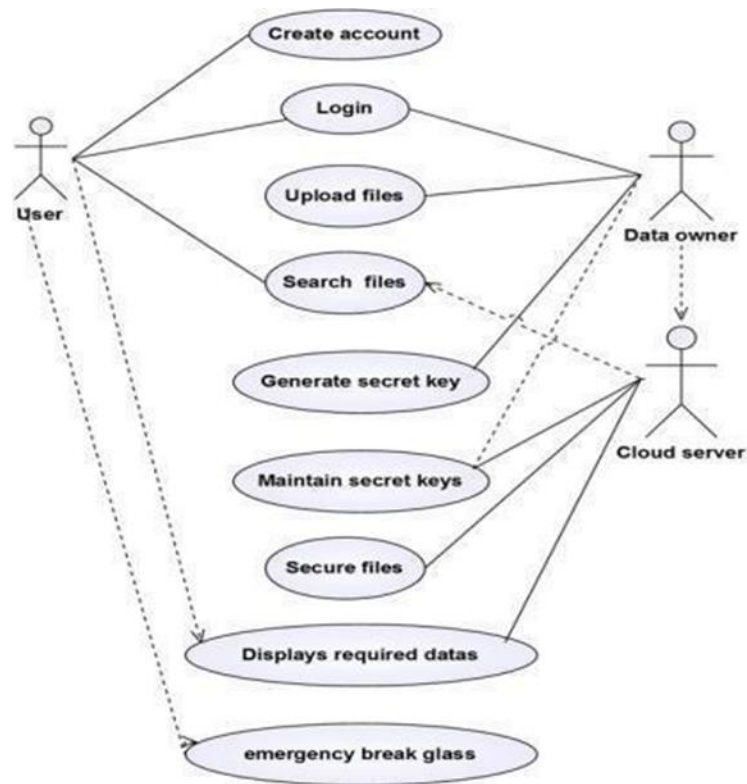 Create account
Login
User
Upload files
Data owner
Search files
Generate secret key
Cloud server
Maintain secret keys
Secure files
Displays required datas
emergency break glass